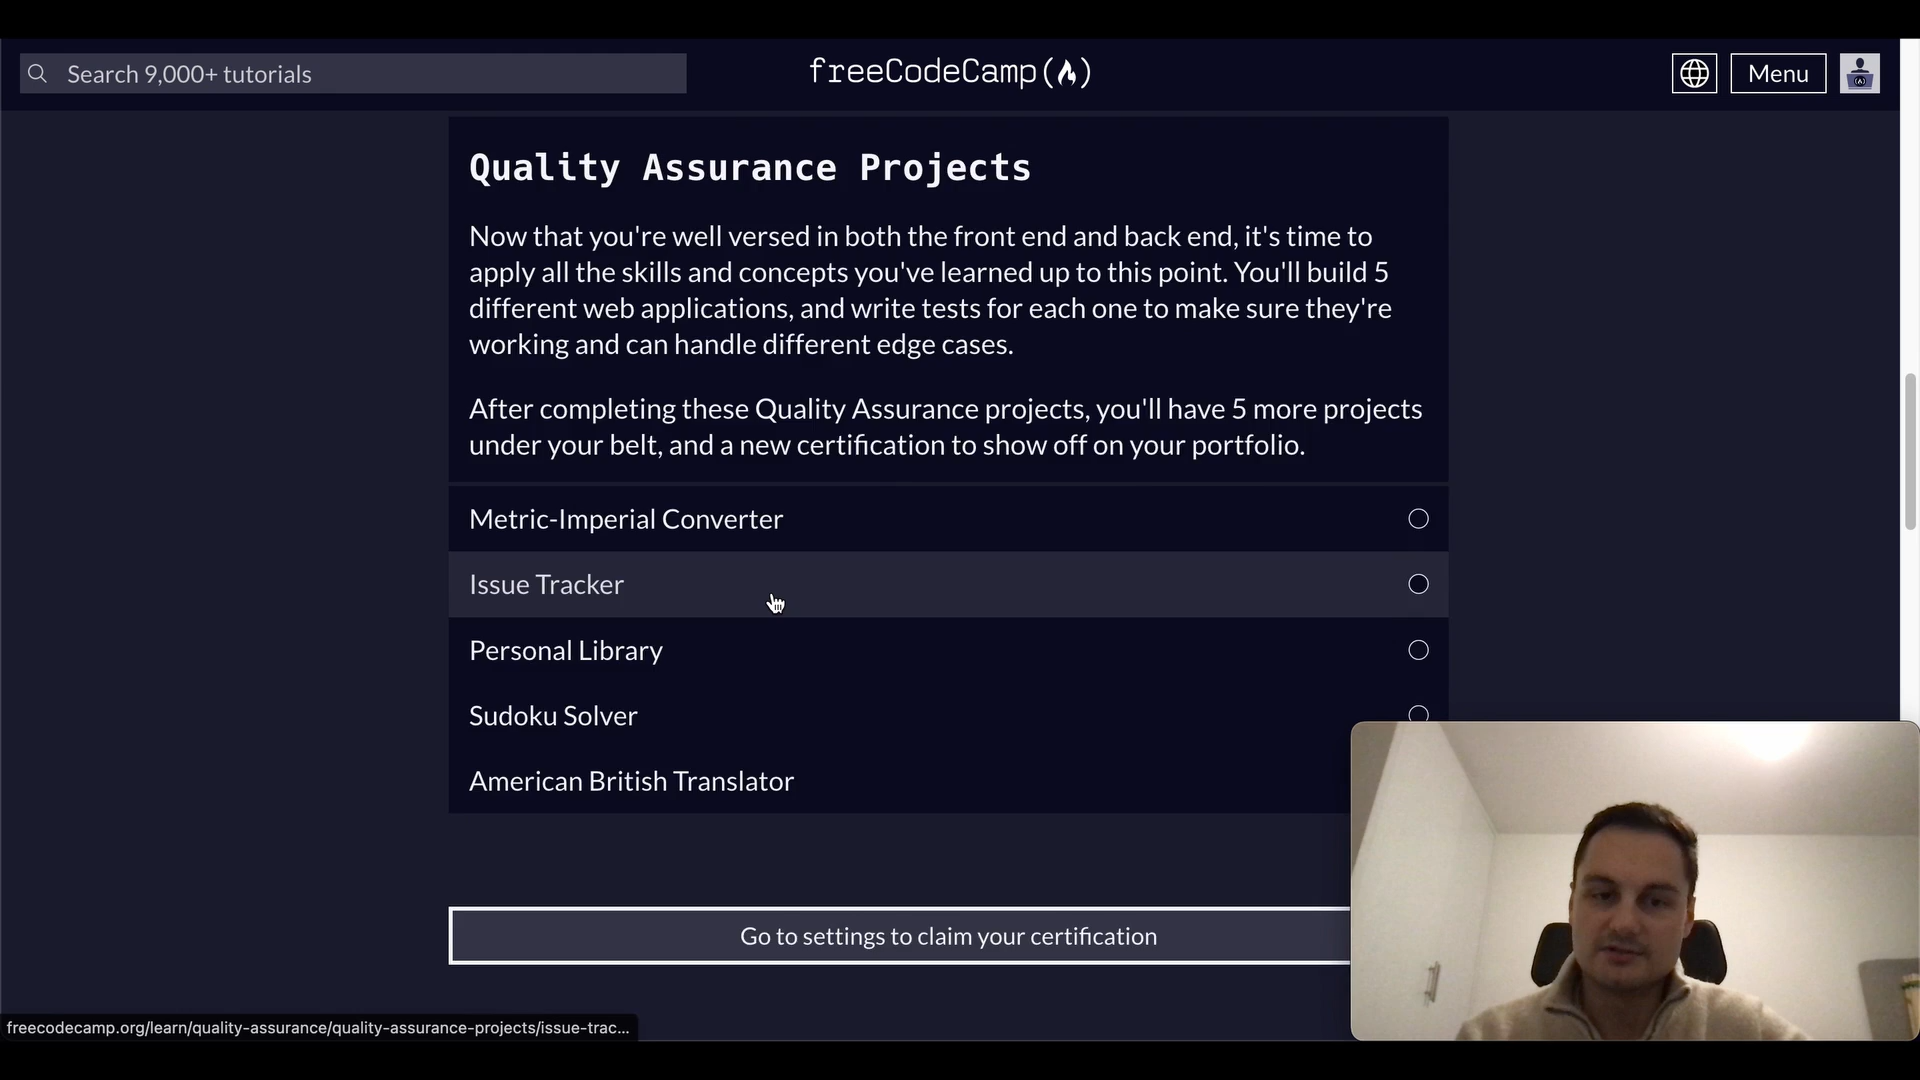 Search 9,000+ tutorials
freeCodeCamp
Menu
Quality Assurance Projects
Now that you're well versed in both the front end and back end, it's time to
apply all the skills and concepts you've learned up to this point. You'll build 5
different web applications, and write tests for each one to make sure they're
working and can handle different edge cases.
After completing these Quality Assurance projects, you'll have 5 more projects
under your belt, and a new certification to show off on your portfolio.
Metric-Imperial Converter
Issue Tracker
Personal Library
Sudoku Solver
American British Translator
Go to settings to claim your certification
freecodecamp.org/learn/quality-assurance/quality-assurance-projects/issue-trac...